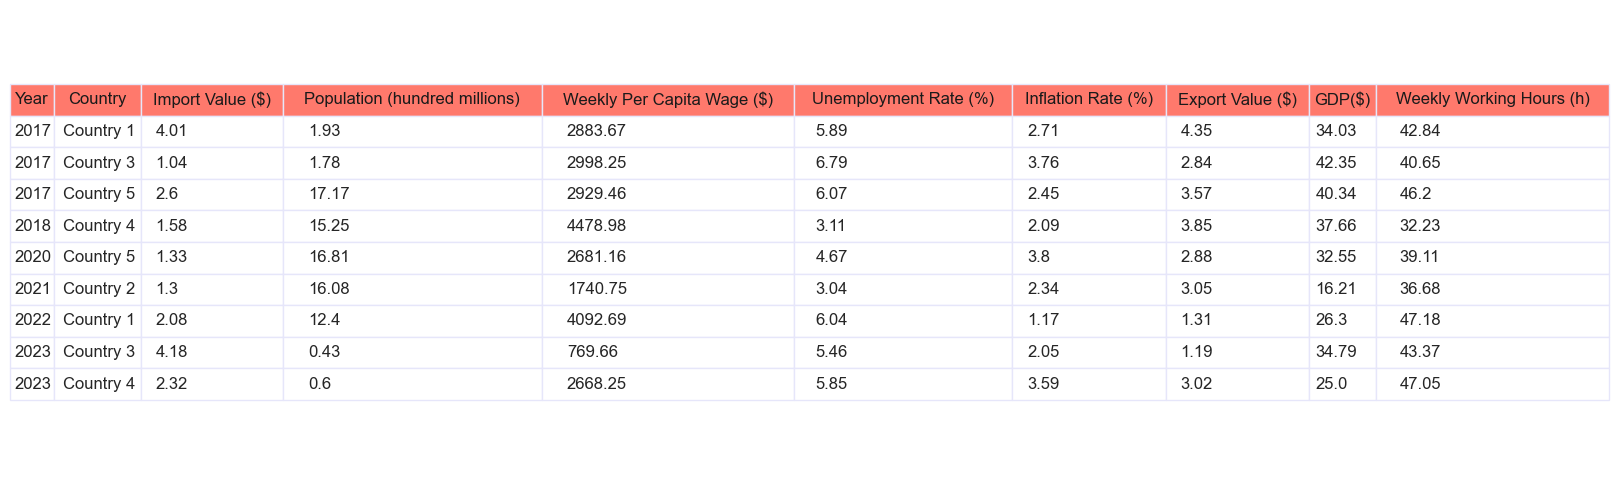 Year Country Import Value ($) Population (hundred millions) Weekly Per Capita Wage ($) Unemployment Rate (%) Inflation Rate (%) Export Value ($) GDP($) Weekly Working Hours (h)
2017 Country 1 4.01 1.93 2883.67 5.89 2.71 4.35 34.03 42.84
2017 Country 3 1.04 1.78 2998.25 6.79 3.76 2.84 42.35 40.65
2017 Country 5 2.6 17.17 2929.46 6.07 2.45 3.57 40.34 46.2
2018 Country 4 1.58 15.25 4478.98 3.11 2.09 3.85 37.66 32.23
2020 Country 5 1.33 16.81 2681.16 4.67 3.8 2.88 32.55 39.11
2021 Country 2 1.3 16.08 1740.75 3.04 2.34 3.05 16.21 36.68
2022 Country 1 2.08 12.4 4092.69 6.04 1.17 1.31 26.3 47.18
2023 Country 3 4.18 0.43 769.66 5.46 2.05 1.19 34.79 43.37
2023 Country 4 2.32 0.6 2668.25 5.85 3.59 3.02 25.0 47.05